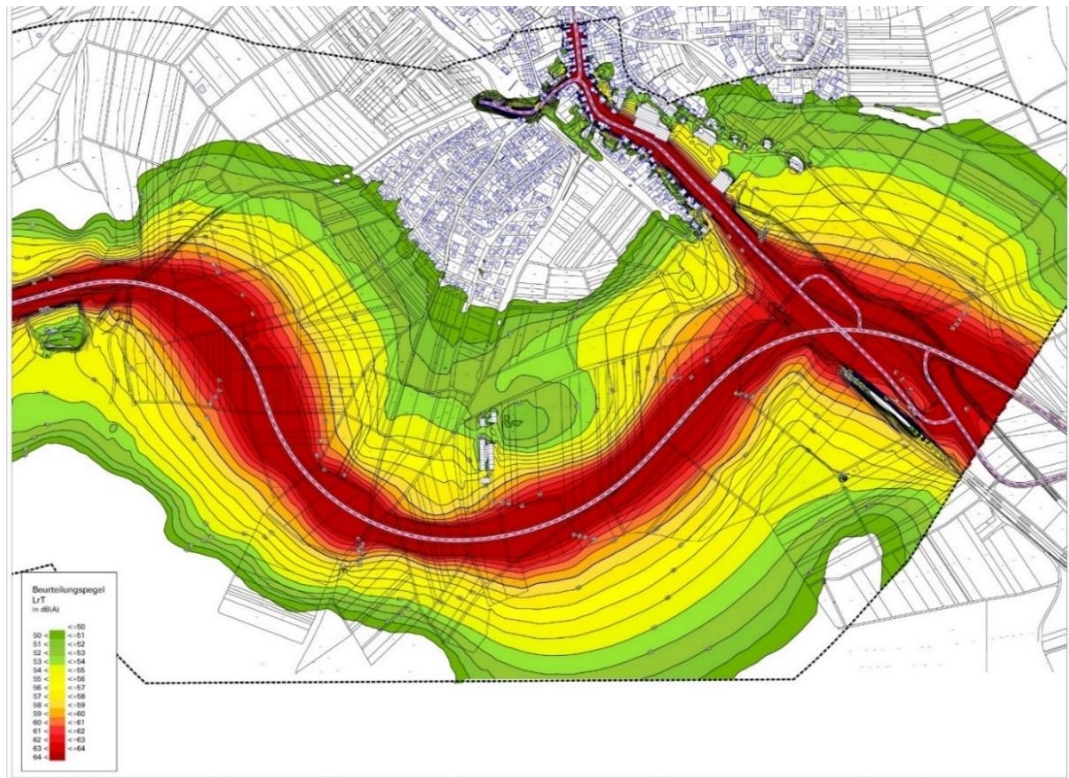 Beurteilungspegel
LrT
in dB(A)
<=50
50 < <=51
51 < <=52
52 < <=53
53 < <=54
54 < <=55
55 < <=56
56 < <=57
57 < <=58
58 < <=59
59 < <=60
60 < <=61
61 < <=62
62 < <=63
63 < <=64
64 <